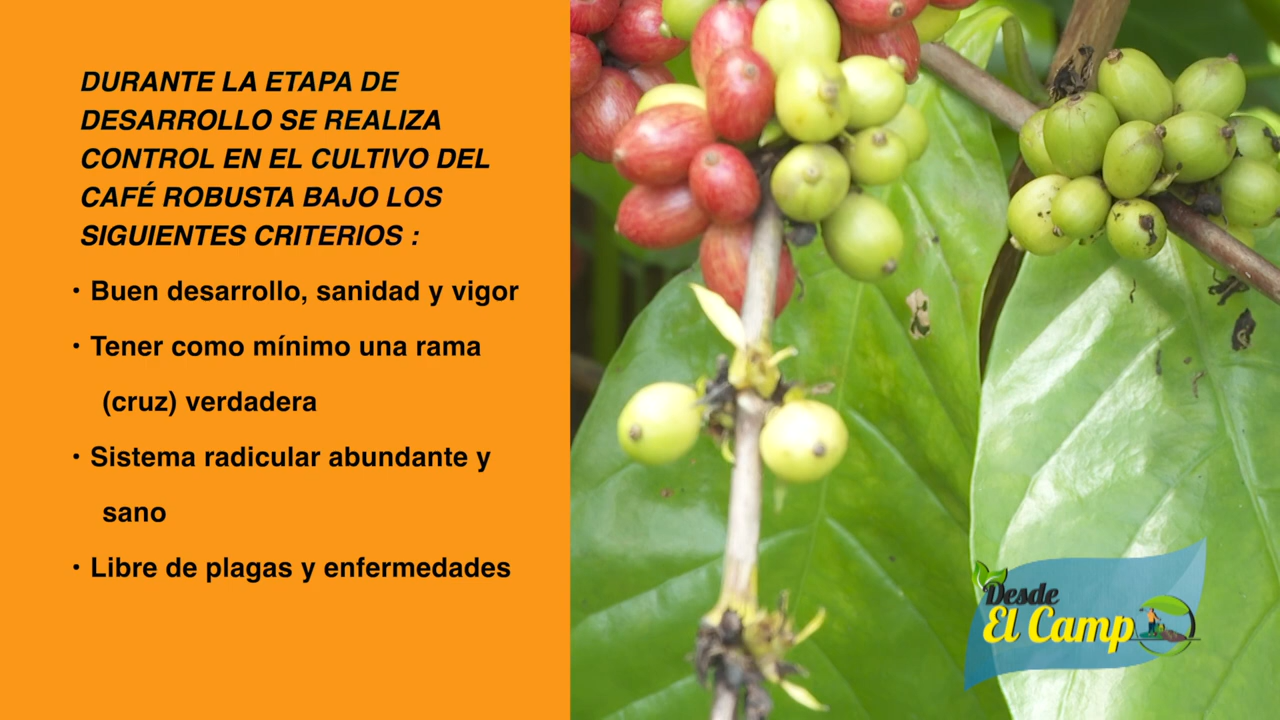 DURANTE LA ETAPA DE
DESARROLLO SE REALIZA
CONTROL EN EL CULTIVO DEL
CAFÉ ROBUSTA BAJO LOS
SIGUIENTES CRITERIOS :
• Buen desarrollo, sanidad y vigor
• Tener como mínimo una rama
(cruz) verdadera
• Sistema radicular abundante y
sano
• Libre de plagas y enfermedades
Desde
El Campo